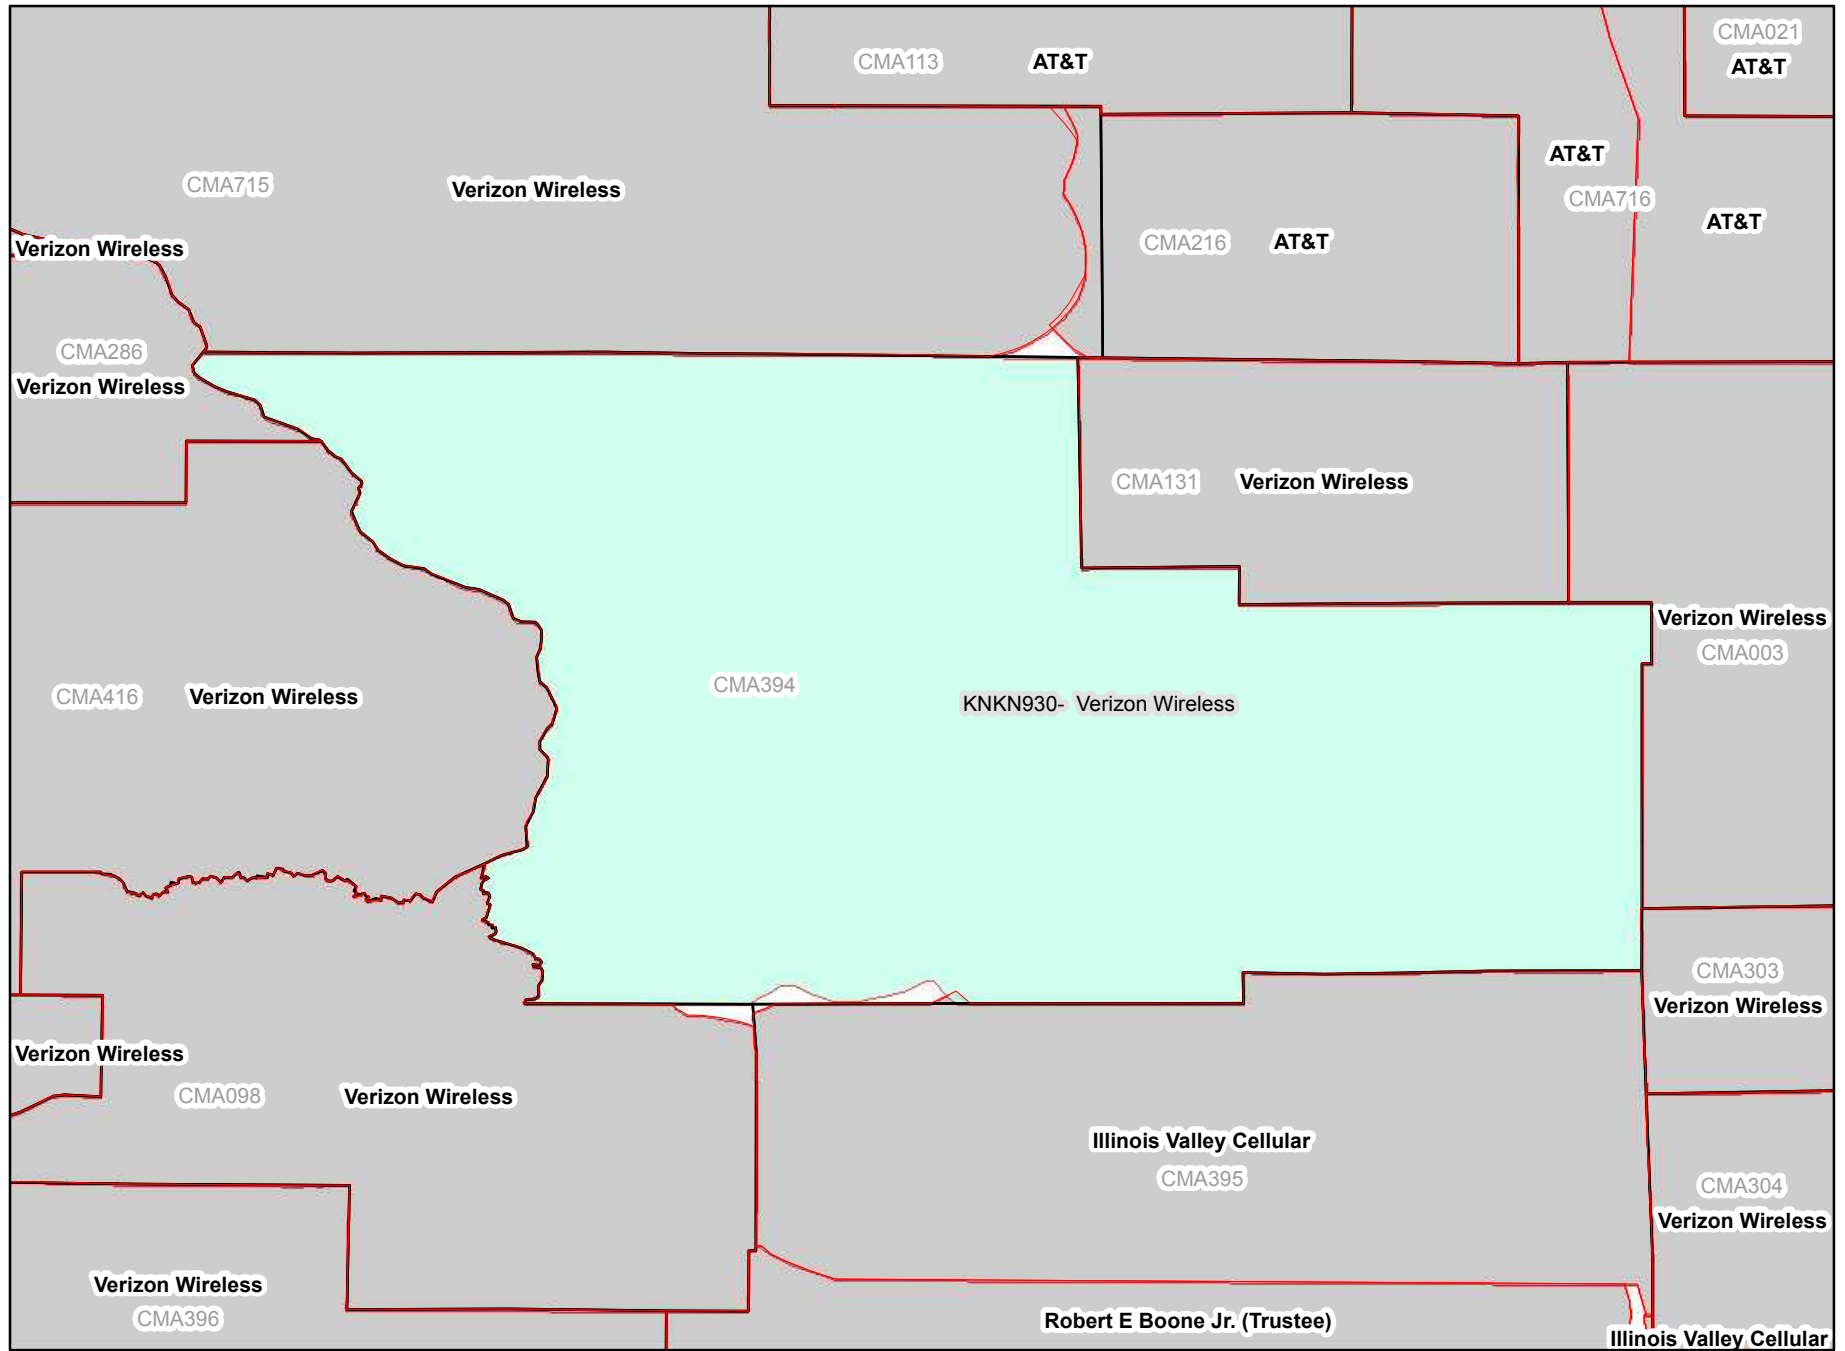 CMA021
CMA113
AT&T
AT&T
AT&T
CMA715
Verizon Wireless
CMA716
AT&T
CMA216
AT&T
Verizon Wireless
CMA286
Verizon Wireless
CMA131
Verizon Wireless
Verizon Wireless
CMA003
CMA394
CMA416
Verizon Wireless
KNKN930- Verizon Wireless
CMA303
Verizon Wireless
Verizon Wireless
CMA098
Verizon Wireless
Illinois Valley Cellular
CMA395
CMA304
Verizon Wireless
Verizon Wireless
CMA396
Robert E Boone Jr. (Trustee)
Illinois Valley Cellular